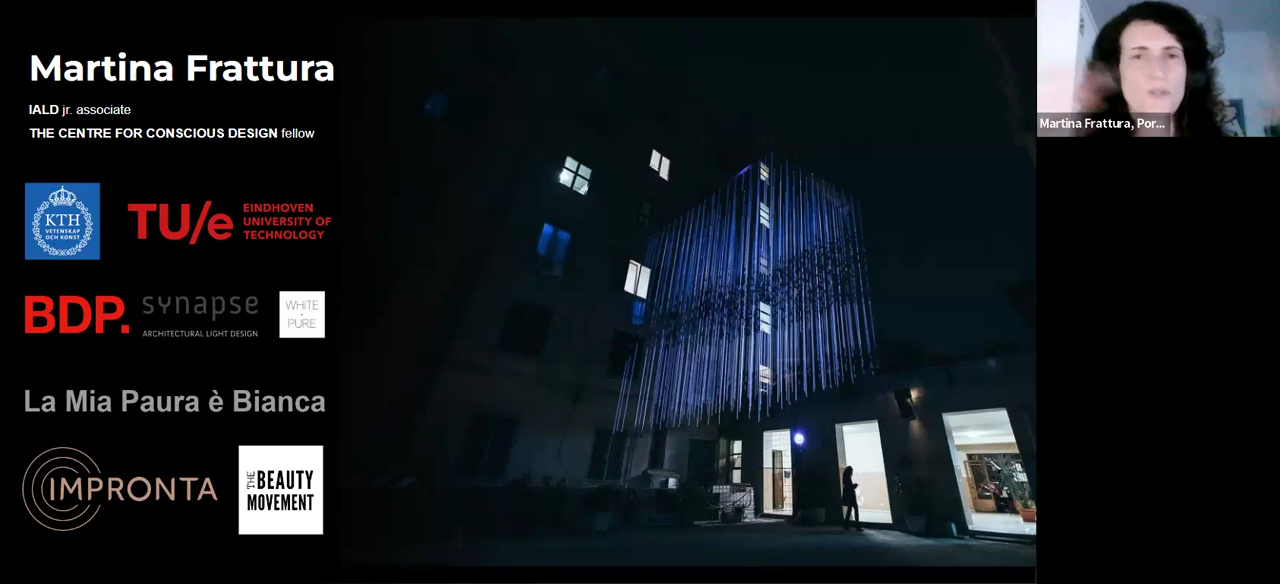 Martina Frattura
IALD jr. associate
THE CENTRE FOR CONSCIOUS DESIGN fellow
KTH
VETENSKAP
OCH KONST
TU/e
EINDHOVEN
UNIVERSITY OF
TECHNOLOGY
BDP.
synapse
ARCHITECTURAL LIGHT DESIGN
WHITE
PURE
La Mia Paura è Bianca
IMPRONTA
THE BEAUTY
MOVEMENT
Martina Frattura, Por...